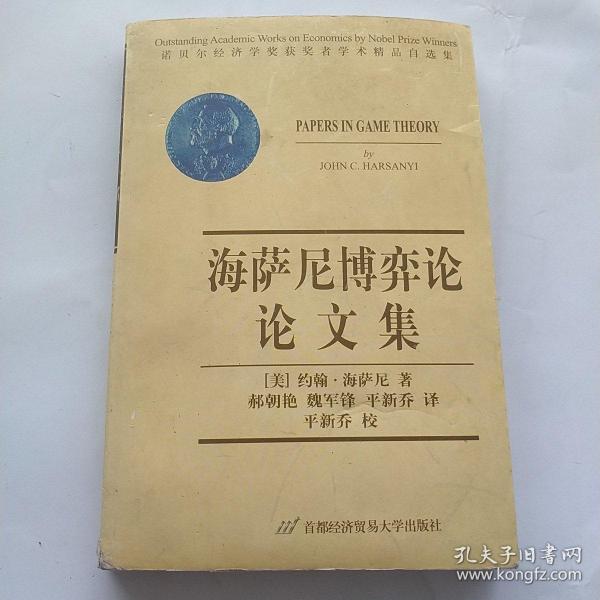 Outstanding Academic Works on Economics by Nobel Prize Winners
诺贝尔经济学奖获奖者学术精品自选集
PAPERS IN GAME THEORY
by
JOHN C. HARSANYI
海萨尼博弈论
论文集
[美] 约翰·海萨尼 著
郝朝艳 魏军锋 平新乔 译
平新乔 校
首都经济贸易大学出版社
孔夫子旧書网
www.kongfz.com